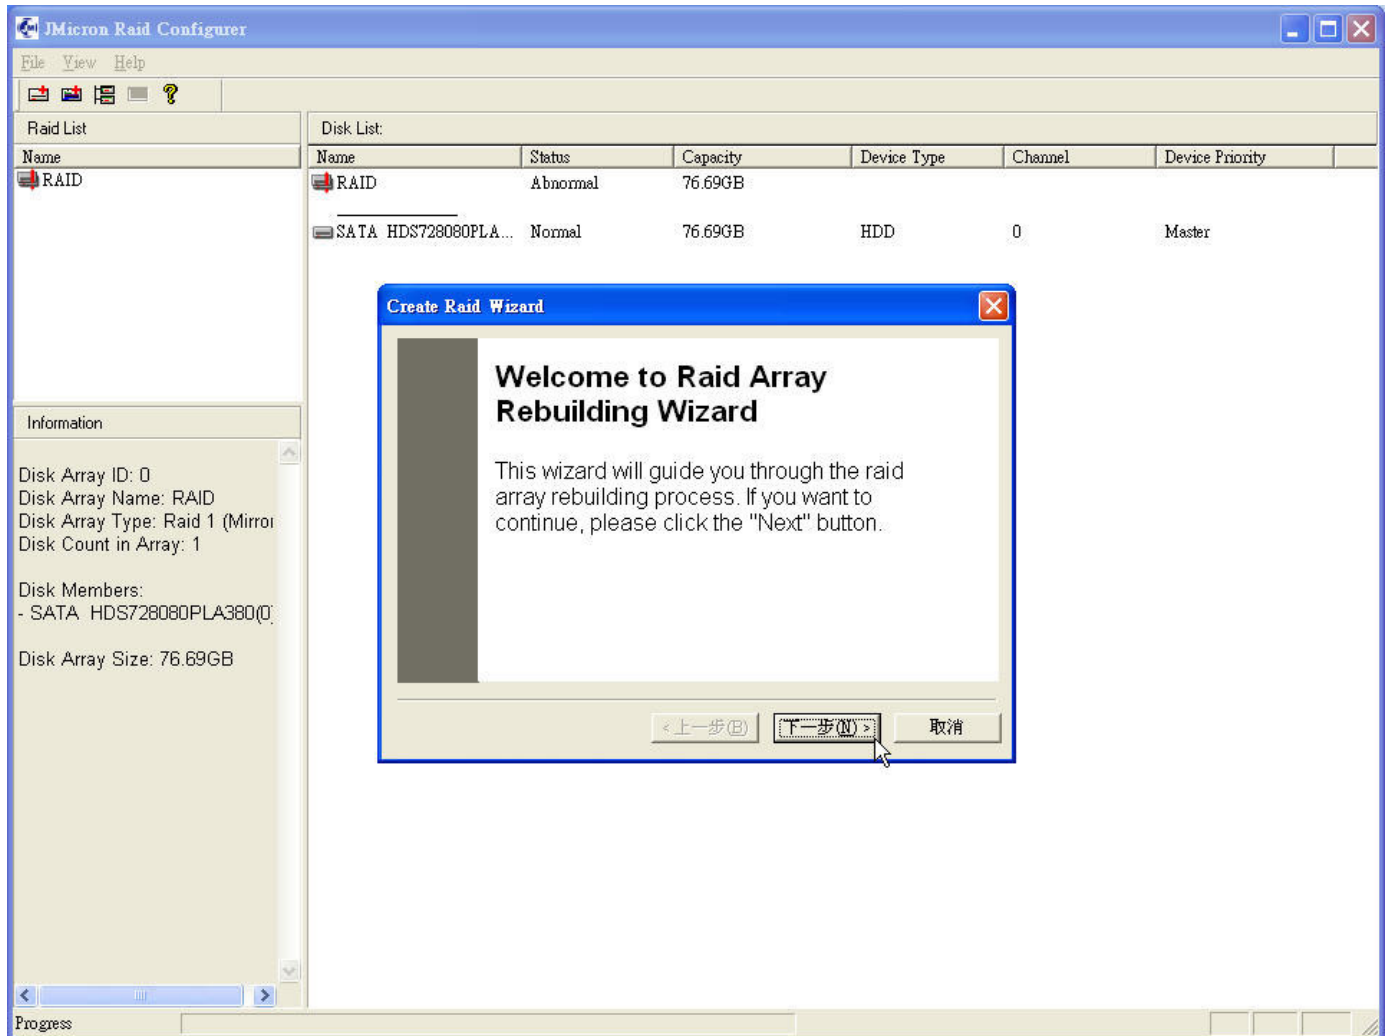 JMicron Raid Configurer
File View Help
Raid List
Disk List:
Name
Name Status Capacity Device Type Channel Device Priority
RAID
RAID Abnormal 76.69GB
SATA HDS728080PLA... Normal 76.69GB HDD 0 Master
Create Raid Wizard
Welcome to Raid Array
Rebuilding Wizard
This wizard will guide you through the raid
array rebuilding process. If you want to
continue, please click the "Next" button.
<上一步(B)
下一步(N) >
取消
Information
Disk Array ID: 0
Disk Array Name: RAID
Disk Array Type: Raid 1 (Mirror
Disk Count in Array: 1
Disk Members:
- SATA HDS728080PLA380(0)
Disk Array Size: 76.69GB
Progress